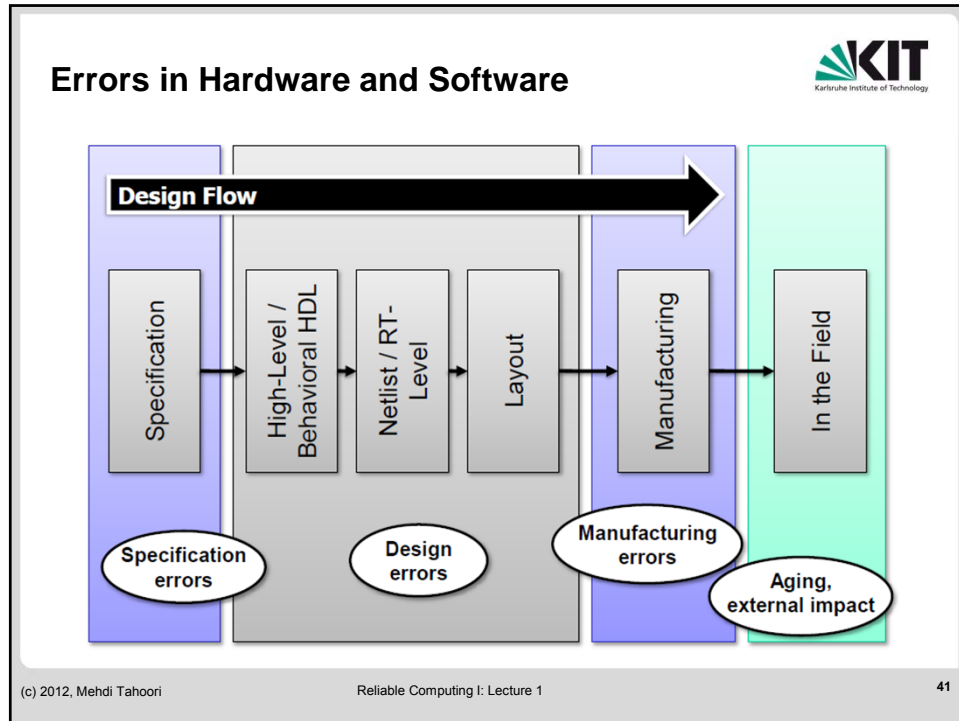 Errors in Hardware and Software
KIT
Karlsruhe Institute of Technology
Design Flow
Specification
High-Level /
Behavioral HDL
Netlist / RT-
Level
Layout
Manufacturing
In the Field
Specification
errors
Design
errors
Manufacturing
errors
Aging,
external impact
(c) 2012, Mehdi Tahoori
Reliable Computing I: Lecture 1
41